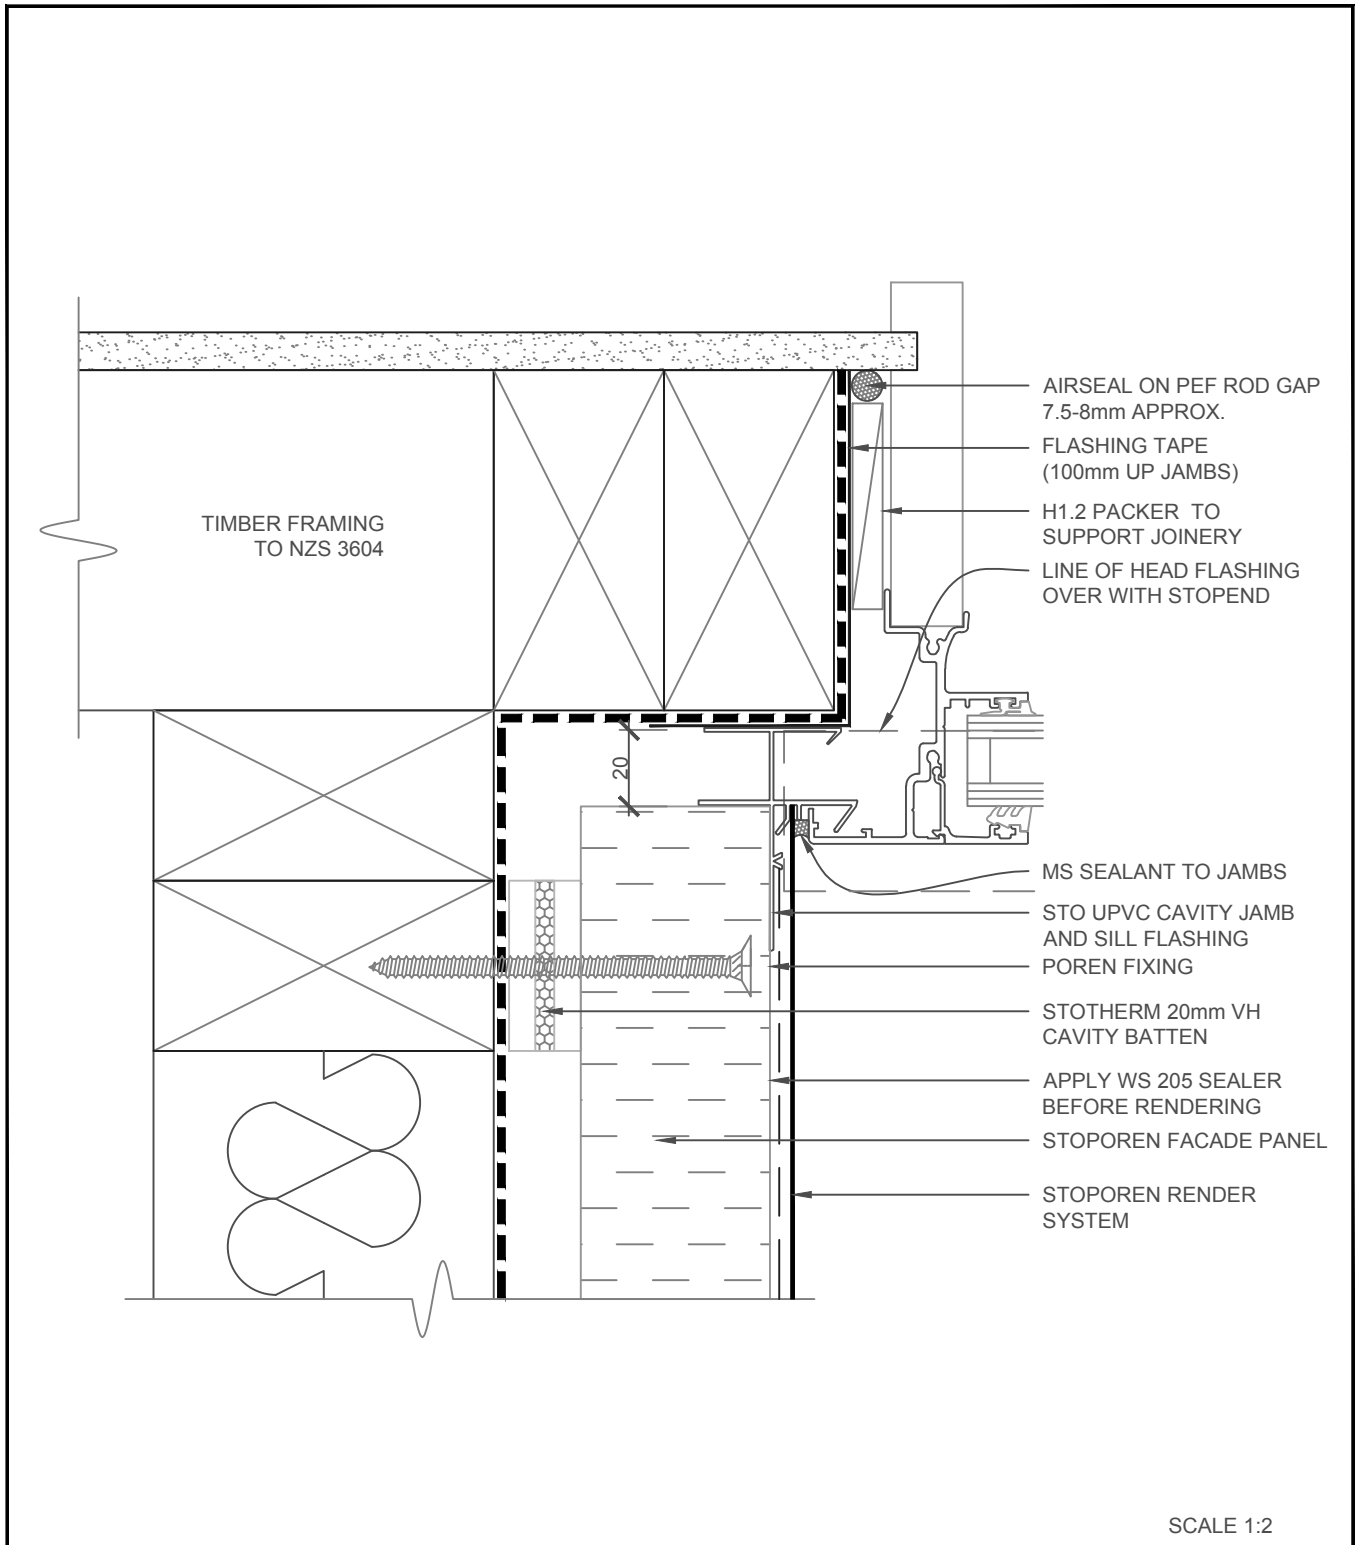 AIRSEAL ON PEF ROD GAP
7.5-8mm APPROX.
FLASHING TAPE
(100mm UP JAMBS)
H1.2 PACKER TO
SUPPORT JOINERY
LINE OF HEAD FLASHING
OVER WITH STOPEND
TIMBER FRAMING
TO NZS 3604
20
MS SEALANT TO JAMBS
STO UPVC CAVITY JAMB
AND SILL FLASHING
POREN FIXING
STOTHERM 20mm VH
CAVITY BATTEN
APPLY WS 205 SEALER
BEFORE RENDERING
STOPOREN FACADE PANEL
STOPOREN RENDER
SYSTEM
SCALE 1:2